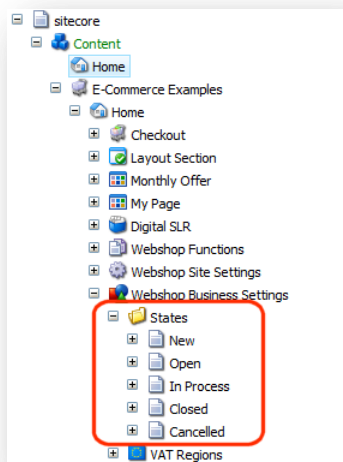 sitecore
Content
Home
E-Commerce Examples
Home
Checkout
Layout Section
Monthly Offer
My Page
Digital SLR
Webshop Functions
Webshop Site Settings
Webshop Business Settings
States
New
Open
In Process
Closed
Cancelled
VAT Regions